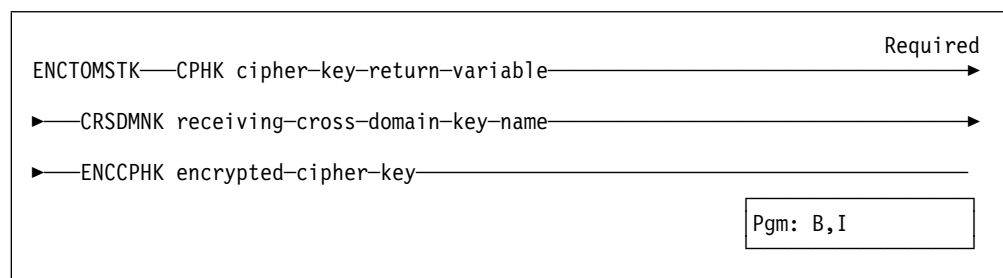 Required
ENCTOMSTK───CPHK cipher─key─return─variable──────────────────────────────────────────►
►───CRSDMNK receiving─cross─domain─key─name──────────────────────────────────────────►
►───ENCCPHK encrypted─cipher─key─────────────────────────────────────────────────────
Pgm: B,I